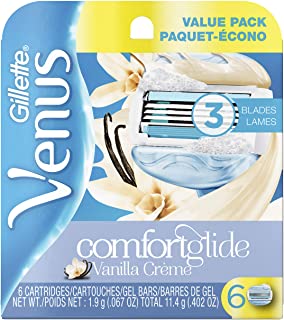 VALUE PACK
PAQUET-ÉCONO
Gillette
Venus
3
BLADES
LAMES
comfortglide
Vanilla Crème
6 CARTRIDGES/CARTOUCHES/GEL BARS/BARRES DE GEL
NET WT./POIDS NET : 1.9 g (.067 OZ) TOTAL 11.4 g (.402 OZ)
6